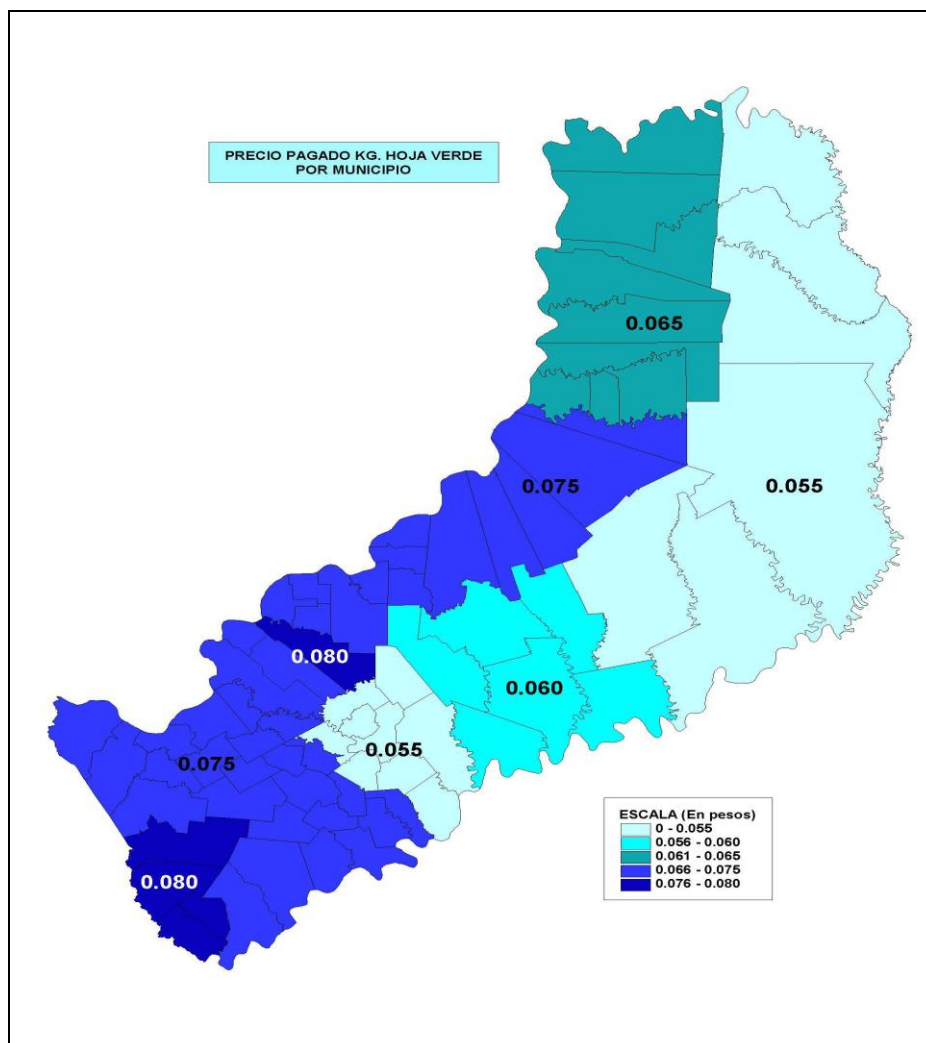 PRECIO PAGADO KG. HOJA VERDE
POR MUNICIPIO
0.065
0.075
0.055
0.080
0.060
0.055
0.075
0.080
ESCALA (En pesos)
0 - 0.055
0.056 - 0.060
0.061 - 0.065
0.066 - 0.075
0.076 - 0.080